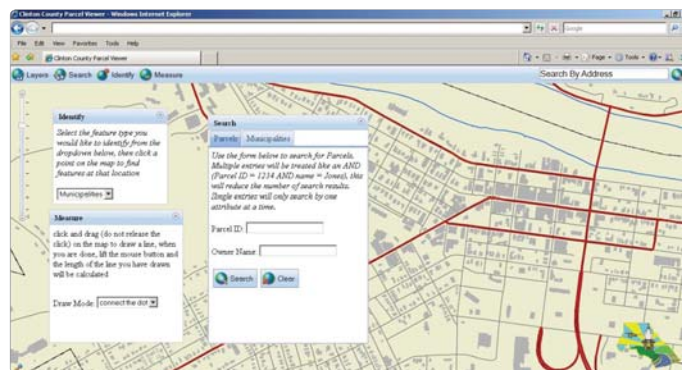 Clinton County Parcel Viewer - Windows Internet Explorer
Google
File Edit View Favorites Tools Help
Clinton County Parcel Viewer
Page Tools
Layers Search Identify Measure
Search By Address
Identify
Select the feature type you
would like to identify from the
dropdown below, then click a
point on the map to find
features at that location
Municipalities
Measure
click and drag (do not release the
click) on the map to draw a line, when
you are done, lift the mouse button and
the length of the line you have drawn
will be calculated
Draw Mode: connect the dot
Search
Parcels Municipalities
Use the form below to search for Parcels.
Multiple entries will be treated like an AND
(Parcel ID = 1234 AND name = Jones), this
will reduce the number of search results.
Single entries will only search by one
attribute at a time.
Parcel ID:
Owner Name:
Search Clear